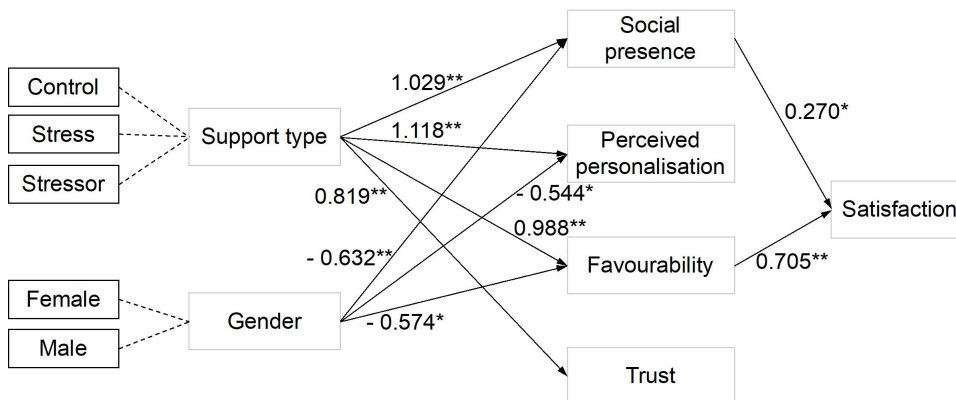 Social
presence
Control
1.029**
0.270*
Stress
Support type
1.118**
Perceived
personalisation
Stressor
0.819**
- 0.544*
Satisfaction
0.988**
- 0.632**
Favourability
0.705**
Female
Gender
- 0.574*
Male
Trust